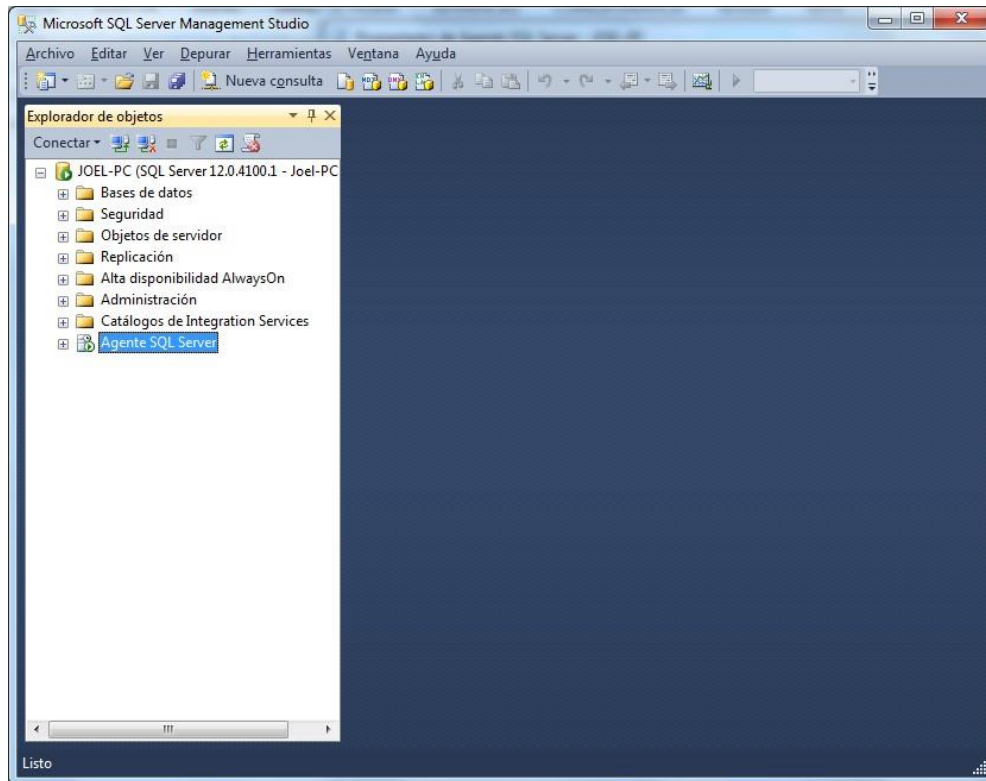 Microsoft SQL Server Management Studio
Archivo Editar Ver Depurar Herramientas Ventana Ayuda
Nueva consulta
Explorador de objetos
Conectar
JOEL-PC (SQL Server 12.0.4100.1 - Joel-PC
Bases de datos
Seguridad
Objetos de servidor
Replicación
Alta disponibilidad AlwaysOn
Administración
Catálogos de Integration Services
Agente SQL Server
Listo